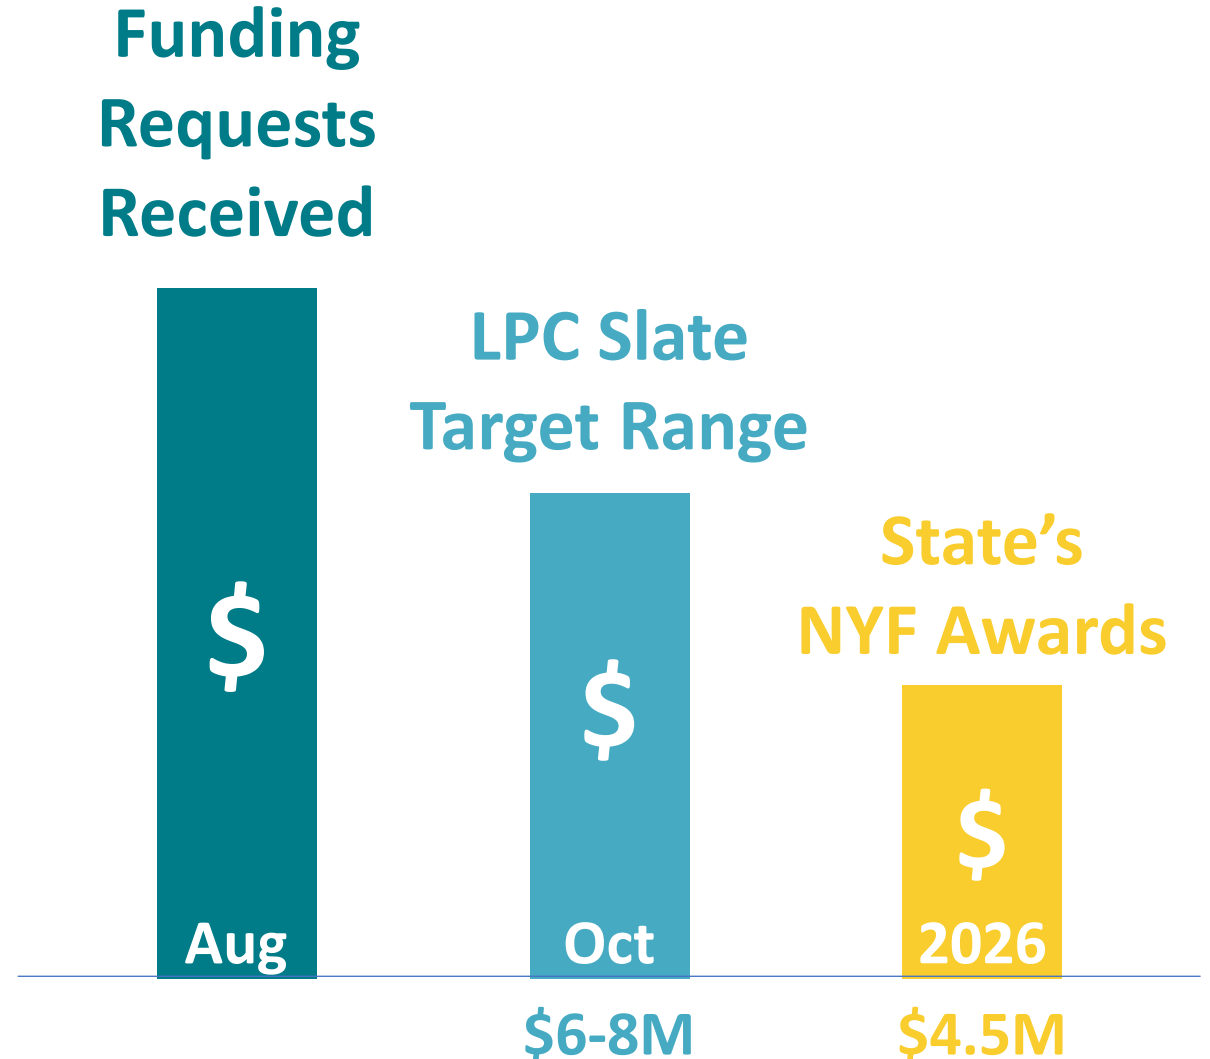 Funding
Requests
Received
$
Aug
LPC Slate
Target Range
$
Oct
$6-8M
State’s
NYF Awards
$
2026
$4.5M